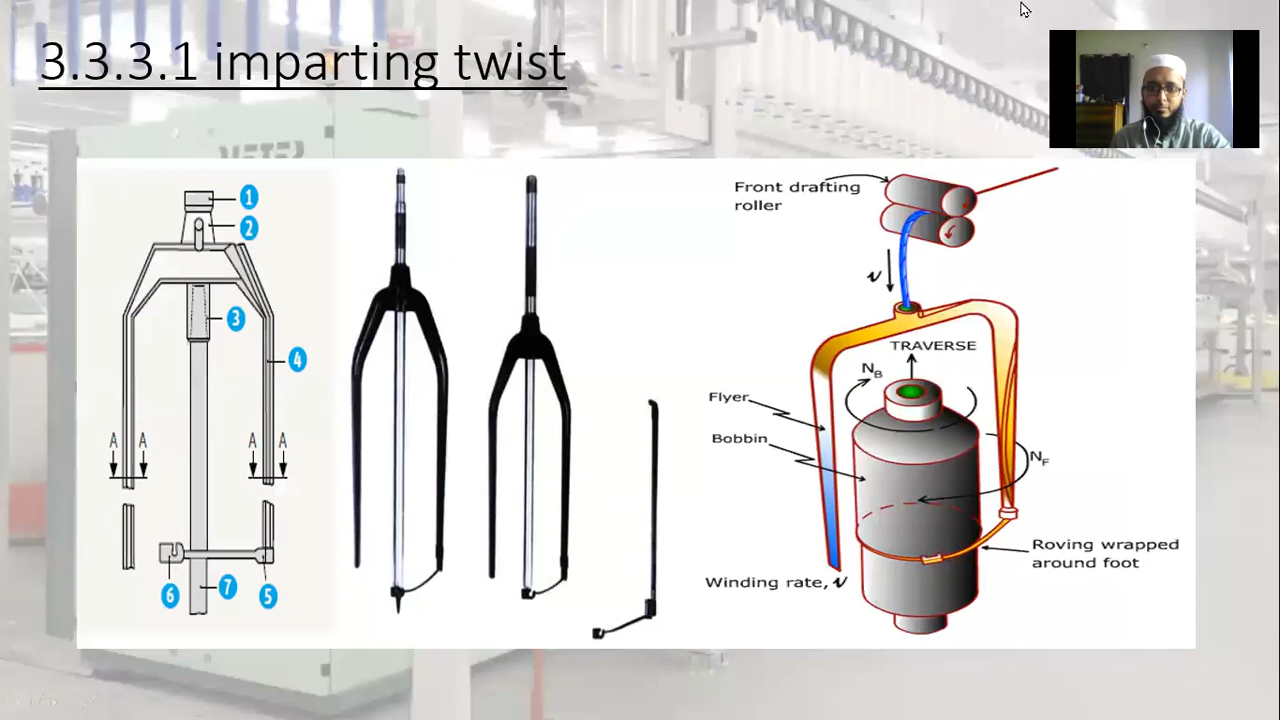 3.3.3.1 imparting twist
1
2
3
4
A A A A
6 7 5
Front drafting
roller
v
TRAVERSE
NB
Flyer
Bobbin
NF
Roving wrapped
around foot
Winding rate, v